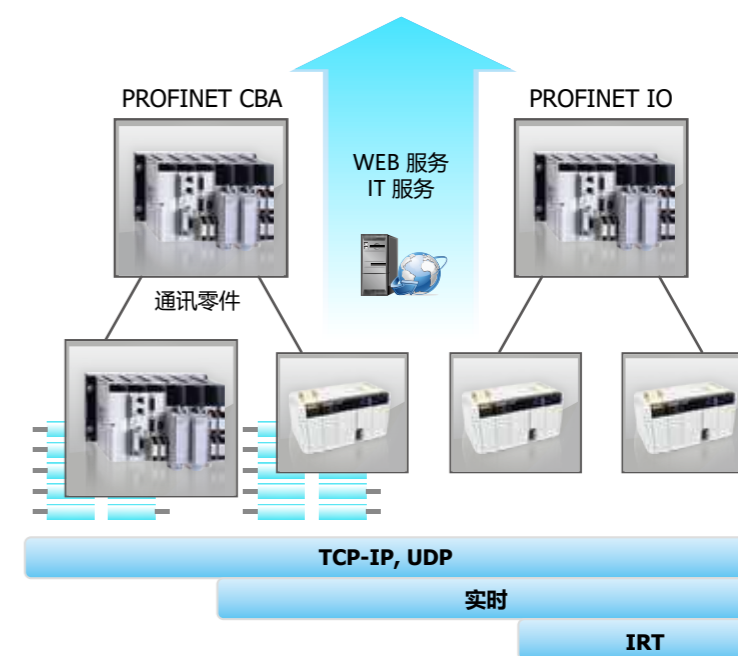 PROFINET CBA
PROFINET IO
WEB 服务
IT 服务
通讯零件
TCP-IP, UDP
实时
IRT